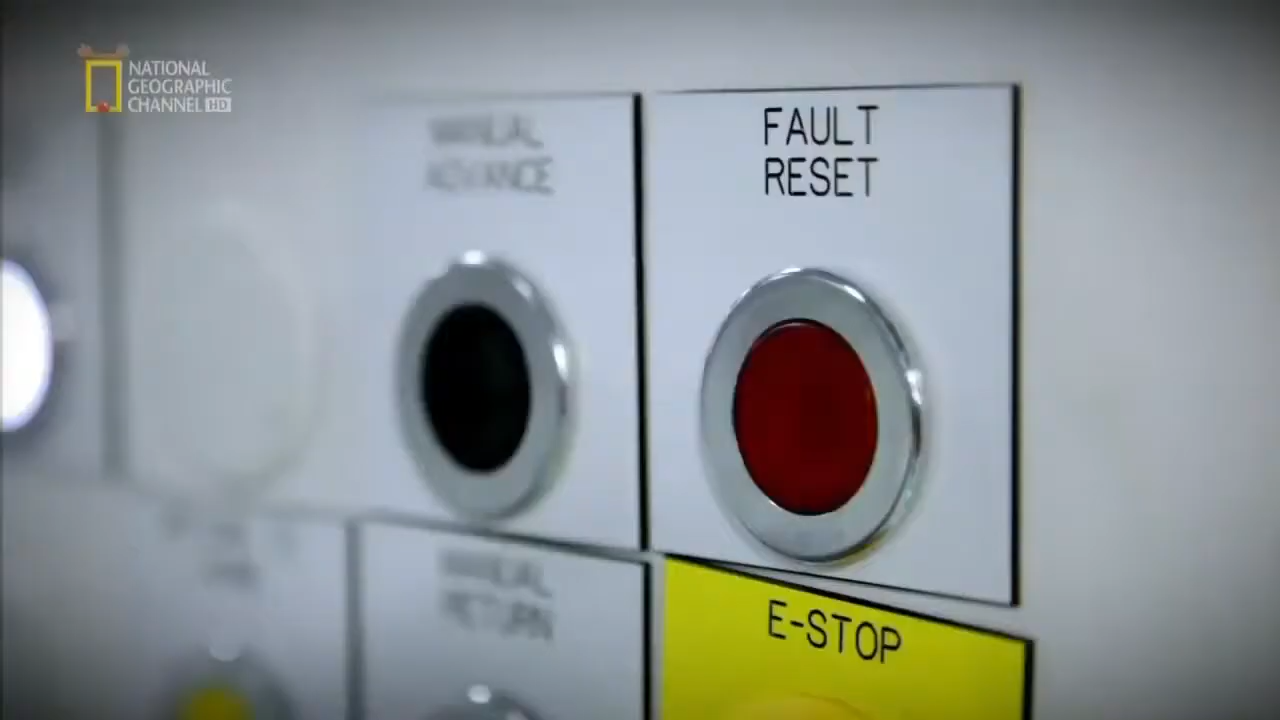 NATIONAL
GEOGRAPHIC
CHANNEL HD
MANUAL
ADVANCE
FAULT
RESET
MANUAL
RETURN
E-STOP